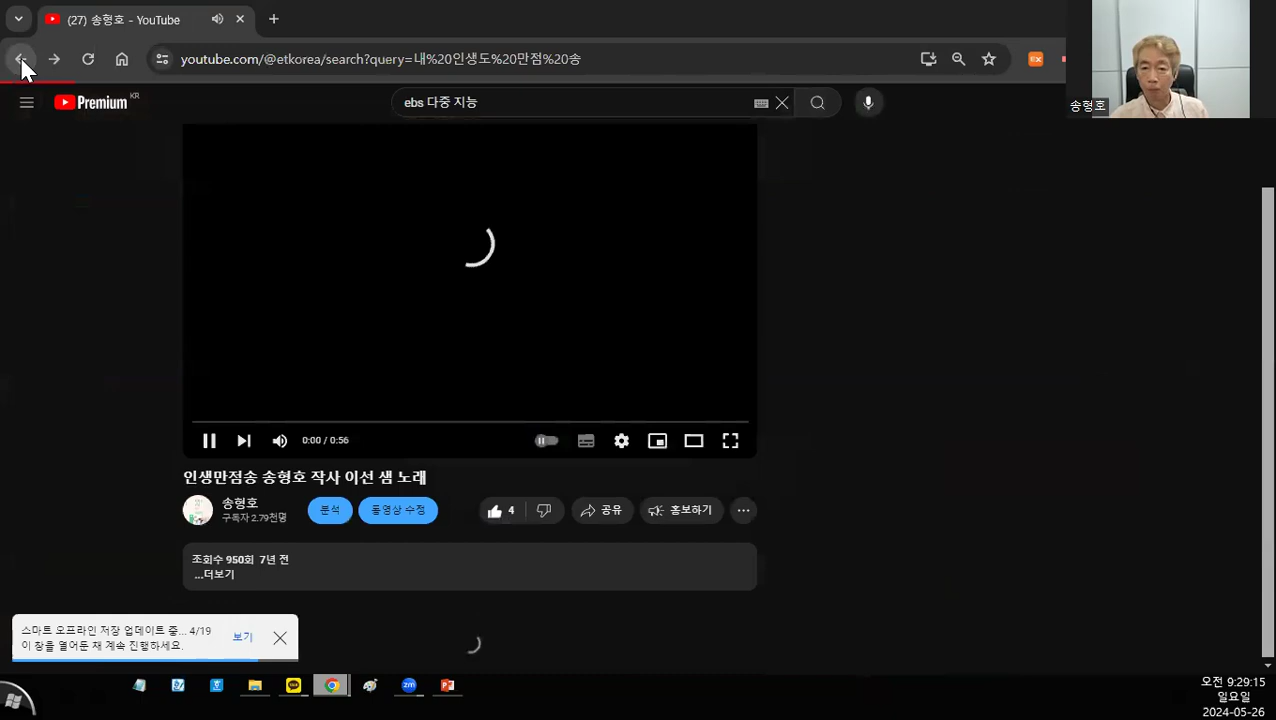 (27) 송형호 - YouTube
youtube.com/@etkorea/search?query=내%20인생도%20만점%20송
Premium KR
ebs 다중 지능
송형호
0:00 / 0:56
인생만점송 송형호 작사 이선 샘 노래
송형호
구독자 2.79천명
분석
동영상 수정
4
공유
홍보하기
조회수 950회 7년 전
...더보기
스마트 오프라인 저장 업데이트 중... 4/19
이 창을 열어둔 채 계속 진행하세요.
보기
오전 9:29:15
일요일
2024-05-26